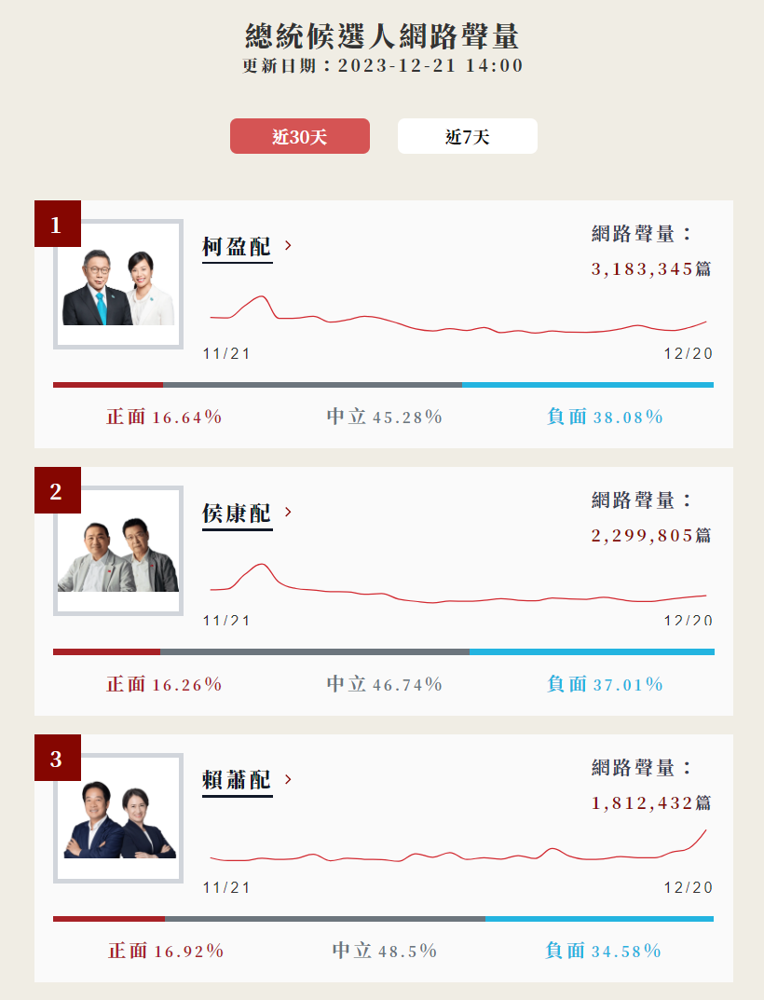 總統候選人網路聲量
更新日期：2023-12-21 14:00
近30天
近7天
1
柯盈配
網路聲量：
3,183,345篇
11/21
12/20
正面 16.64%
中立 45.28%
負面 38.08%
2
侯康配
網路聲量：
2,299,805篇
11/21
12/20
正面 16.26%
中立 46.74%
負面 37.01%
3
賴蕭配
網路聲量：
1,812,432篇
11/21
12/20
正面 16.92%
中立 48.5%
負面 34.58%